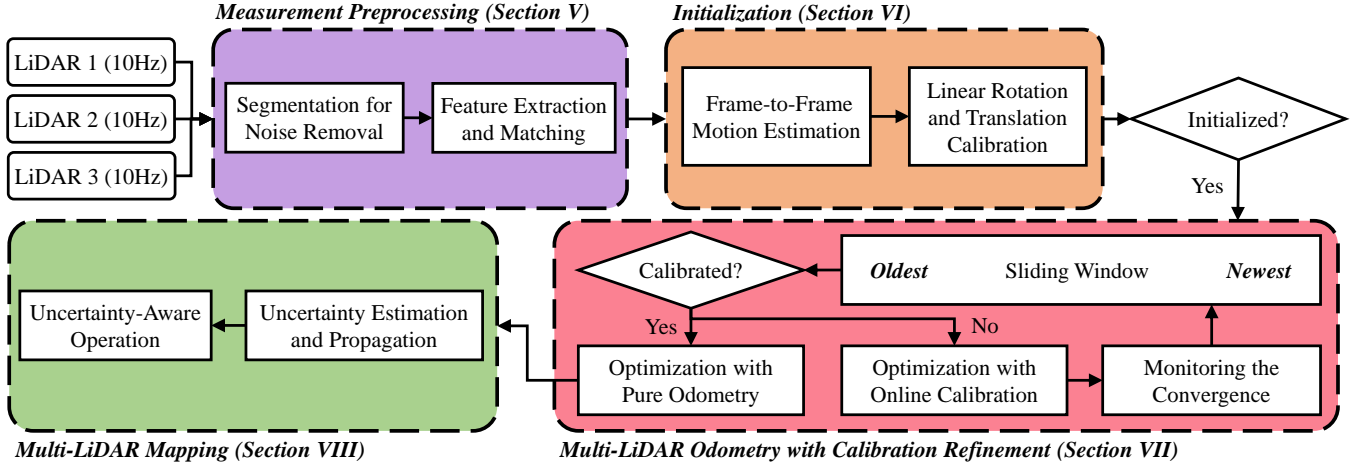 Measurement Preprocessing (Section V)
Initialization (Section VI)
LiDAR 1 (10Hz)
LiDAR 2 (10Hz)
LiDAR 3 (10Hz)
Segmentation for
Noise Removal
Feature Extraction
and Matching
Frame-to-Frame
Motion Estimation
Linear Rotation
and Translation
Calibration
Initialized?
Yes
Calibrated?
Oldest Sliding Window Newest
Yes
No
Uncertainty-Aware
Operation
Uncertainty Estimation
and Propagation
Optimization with
Pure Odometry
Optimization with
Online Calibration
Monitoring the
Convergence
Multi-LiDAR Mapping (Section VIII)
Multi-LiDAR Odometry with Calibration Refinement (Section VII)